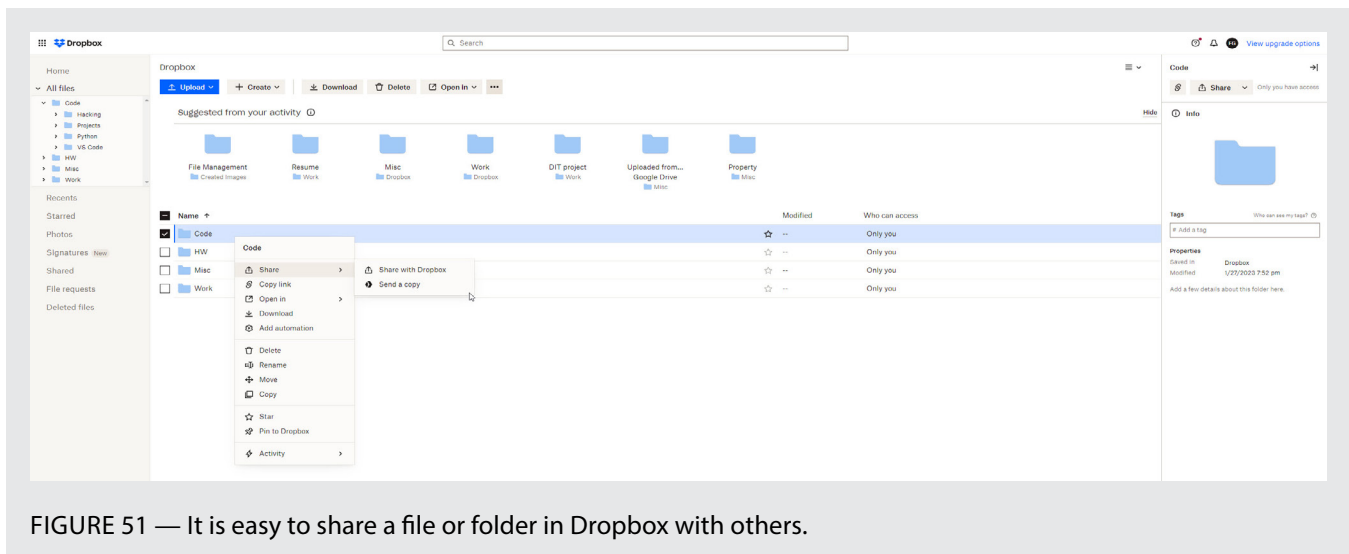 Dropbox
Search
FG
View upgrade options
Home
All files
Code
Hacking
Projects
Python
VS Code
HW
Misc
Work
Recents
Starred
Photos
Signatures New
Shared
File requests
Deleted files
Dropbox
Upload
Create
Download
Delete
Open in
Suggested from your activity
Hide
File Management
Created Images
Resume
Work
Misc
Dropbox
Work
Dropbox
DIT project
Work
Uploaded from...
Google Drive
Misc
Property
Misc
Name Modified Who can access
Code -- Only you
HW -- Only you
Misc -- Only you
Work -- Only you
Code
Share
Copy link
Open in
Download
Add automation
Delete
Rename
Move
Copy
Star
Pin to Dropbox
Activity
Share with Dropbox
Send a copy
Code
Share Only you have access
Info
Tags Who can see my tags?
# Add a tag
Properties
Saved in Dropbox
Modified 1/27/2023 7:52 pm
Add a few details about this folder here.
FIGURE 51 — It is easy to share a file or folder in Dropbox with others.